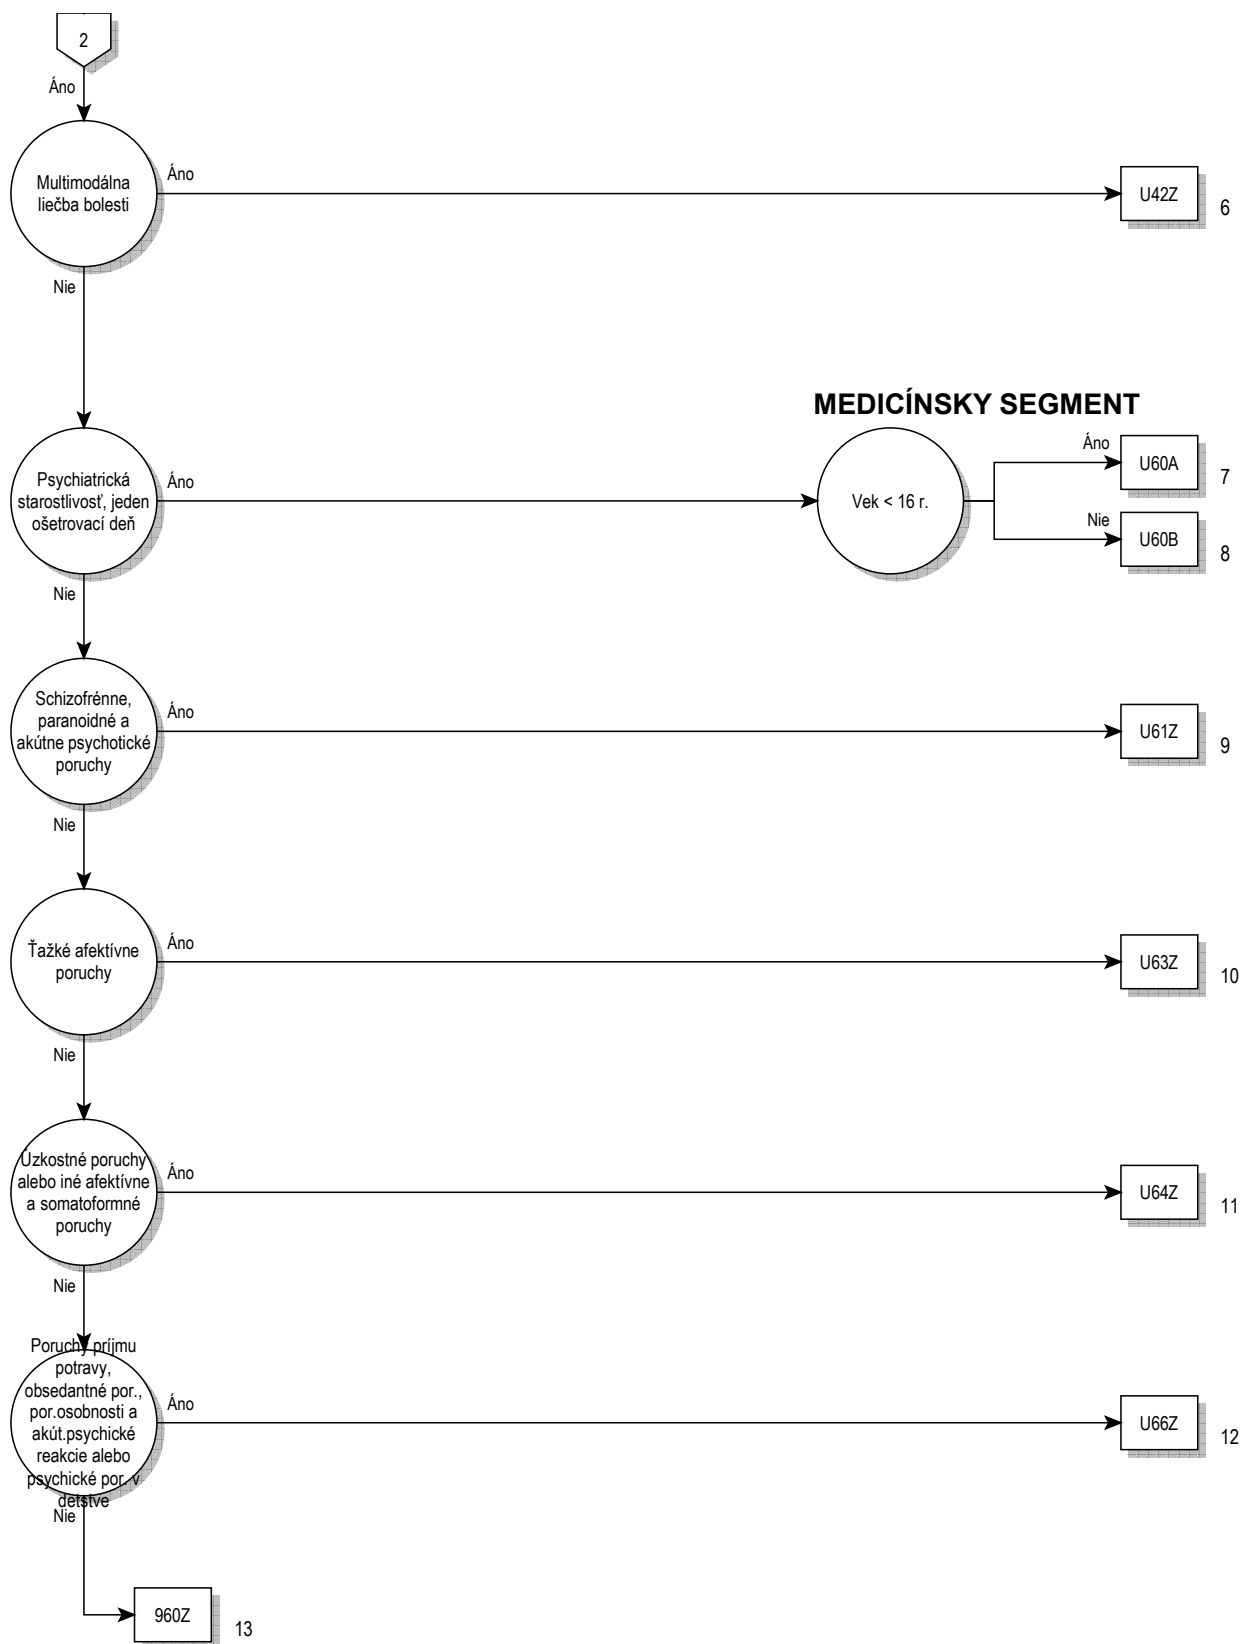 2
Áno
Multimodálna
liečba bolesti
Áno
U42Z
6
Nie
MEDICÍNSKY SEGMENT
Psychiatrická
starostlivosť, jeden
ošetrovací deň
Áno
Vek < 16 r.
Áno
U60A
7
Nie
U60B
8
Nie
Schizofrénne,
paranoidné a
akútne psychotické
poruchy
Áno
U61Z
9
Nie
Ťažké afektívne
poruchy
Áno
U63Z
10
Nie
Úzkostné poruchy
alebo iné afektívne
a somatoformné
poruchy
Áno
U64Z
11
Nie
Poruchy príjmu
potravy,
obsedantné por.,
por.osobnosti a
akút.psychické
reakcie alebo
psychické por. v
detstve
Áno
U66Z
12
Nie
960Z
13